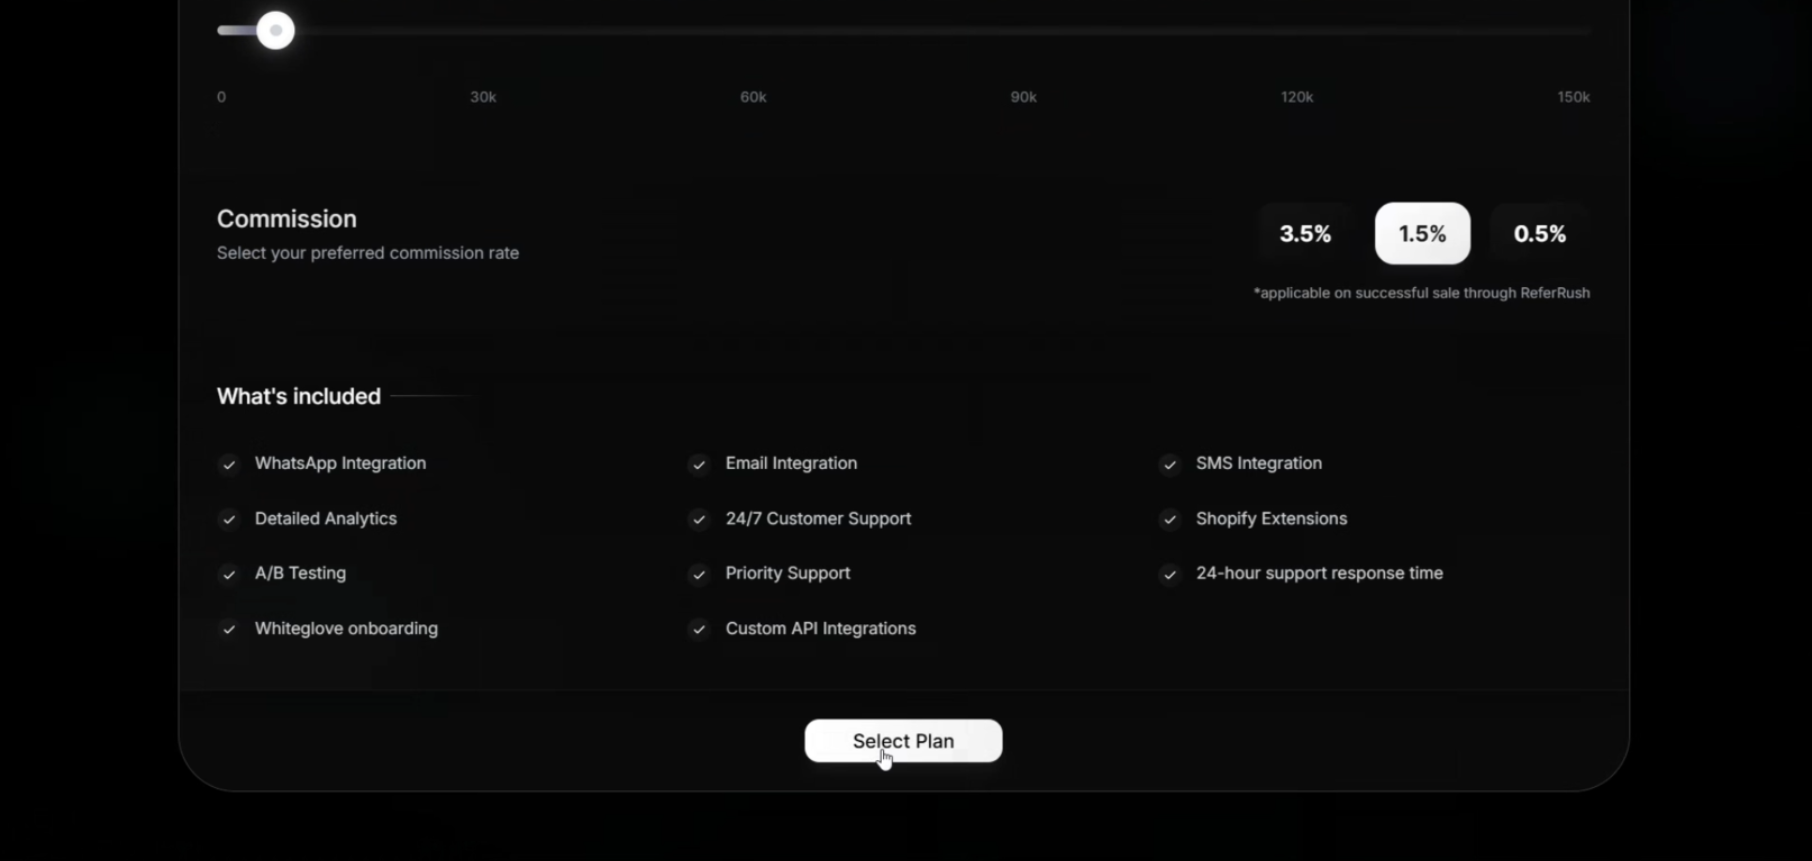 0 30k 60k 90k 120k 150k
Commission
Select your preferred commission rate
3.5% 1.5% 0.5%
*applicable on successful sale through ReferRush
What's included
WhatsApp Integration Email Integration SMS Integration
Detailed Analytics 24/7 Customer Support Shopify Extensions
A/B Testing Priority Support 24-hour support response time
Whiteglove onboarding Custom API Integrations
Select Plan